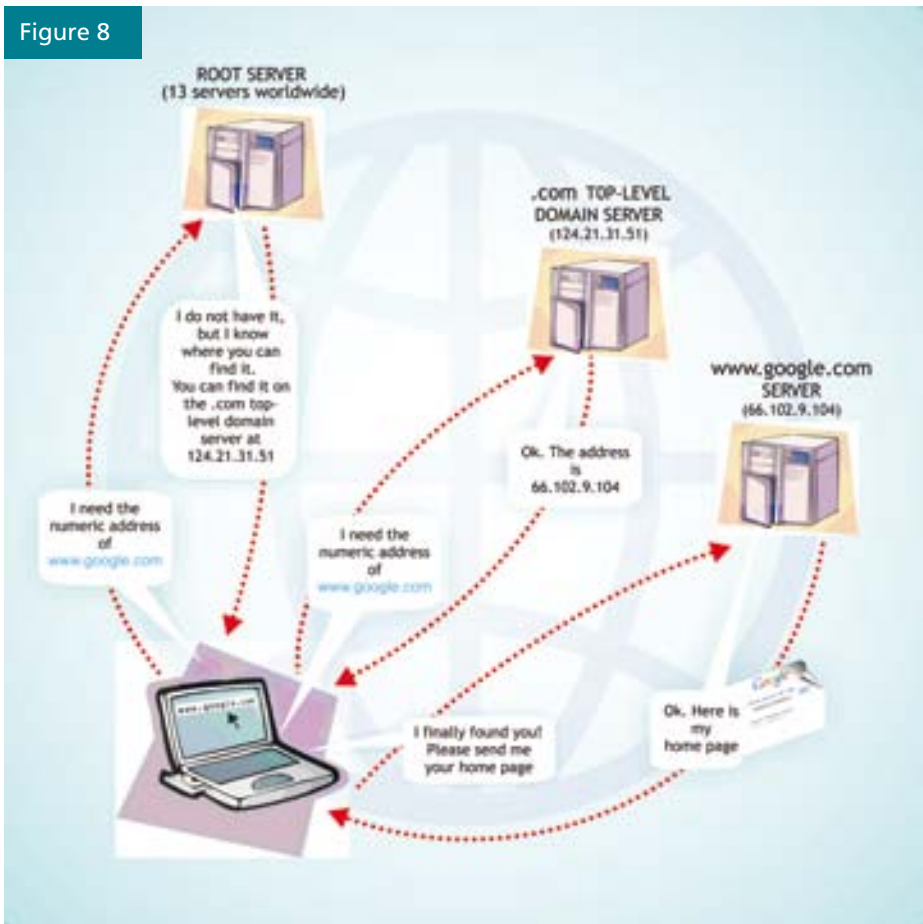 Figure 8
ROOT SERVER
(13 servers worldwide)
.com TOP-LEVEL
DOMAIN SERVER
(124.21.31.51)
www.google.com
SERVER
(66.102.9.104)
I need the
numeric address
of
www.google.com
I do not have it,
but I know
where you can
find it.
You can find it on
the .com top-
level domain
server at
124.21.31.51
I need the
numeric address
of
www.google.com
Ok. The address
is
66.102.9.104
I finally found you!
Please send me
your home page
Ok. Here is
my
home page
Google
www.google.com